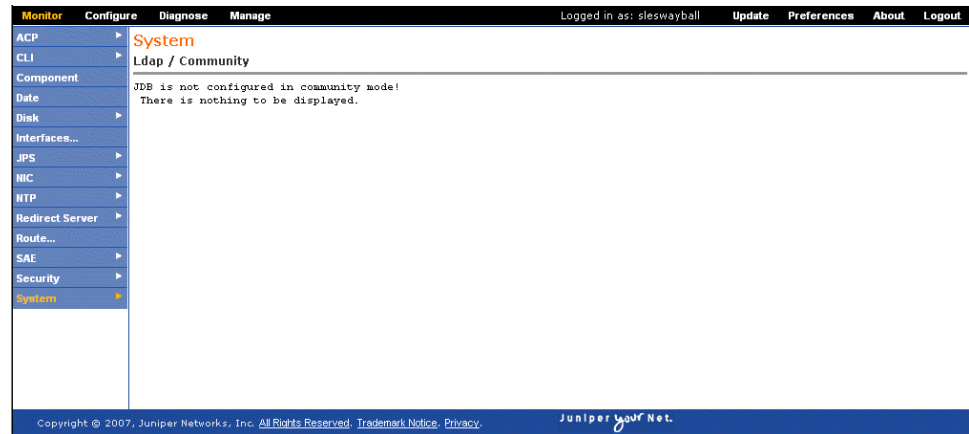 Monitor Configure Diagnose Manage Logged in as: sleswayball Update Preferences About Logout
ACP
CLI
Component
Date
Disk
Interfaces...
JPS
NIC
NTP
Redirect Server
Route...
SAE
Security
System
System
Ldap / Community
JDB is not configured in community mode!
There is nothing to be displayed.
Copyright © 2007, Juniper Networks, Inc. All Rights Reserved. Trademark Notice. Privacy.
Juniper your Net.